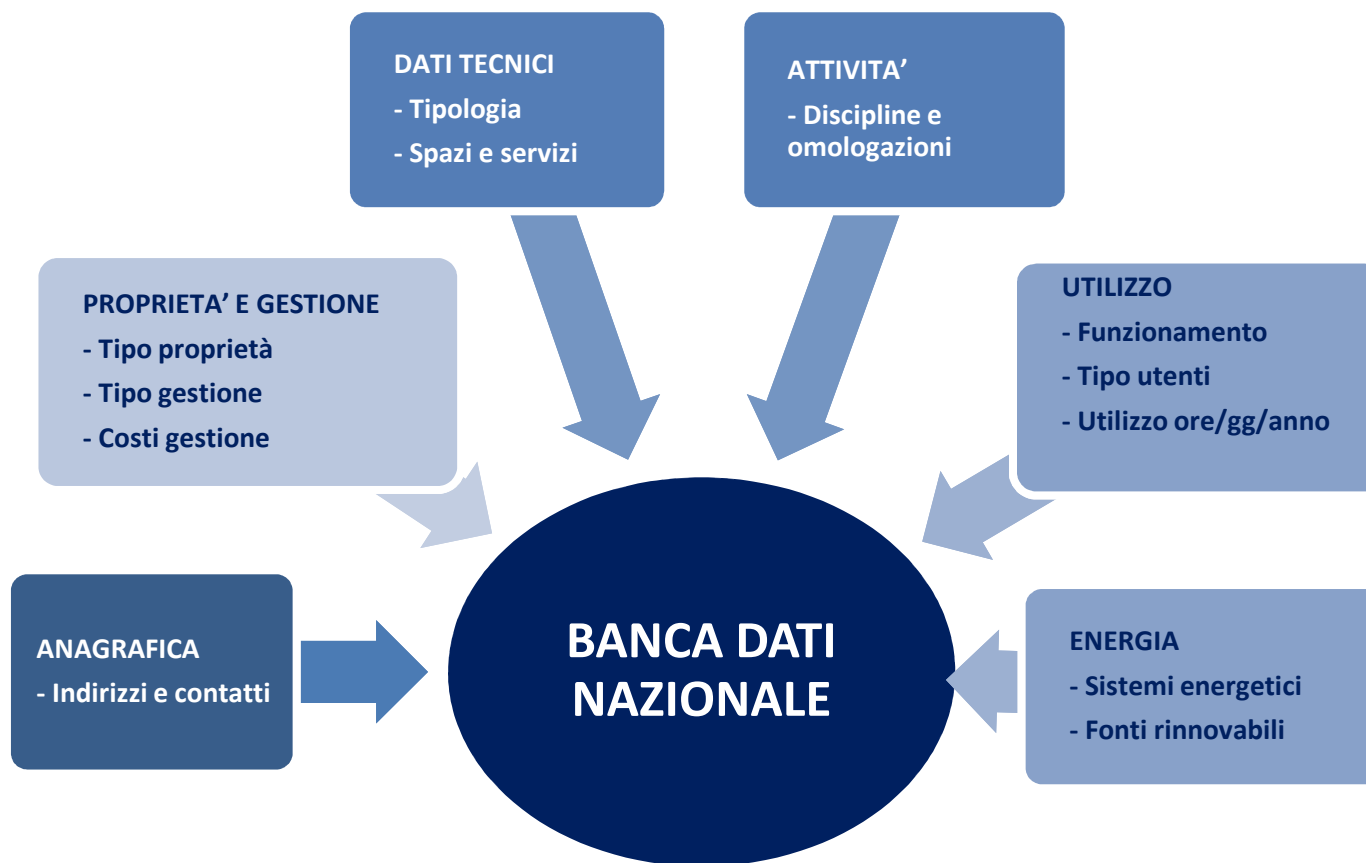 DATI TECNICI
- Tipologia
- Spazi e servizi
ATTIVITA’
- Discipline e
omologazioni
PROPRIETA’ E GESTIONE
- Tipo proprietà
- Tipo gestione
- Costi gestione
UTILIZZO
- Funzionamento
- Tipo utenti
- Utilizzo ore/gg/anno
ANAGRAFICA
- Indirizzi e contatti
BANCA DATI
NAZIONALE
ENERGIA
- Sistemi energetici
- Fonti rinnovabili